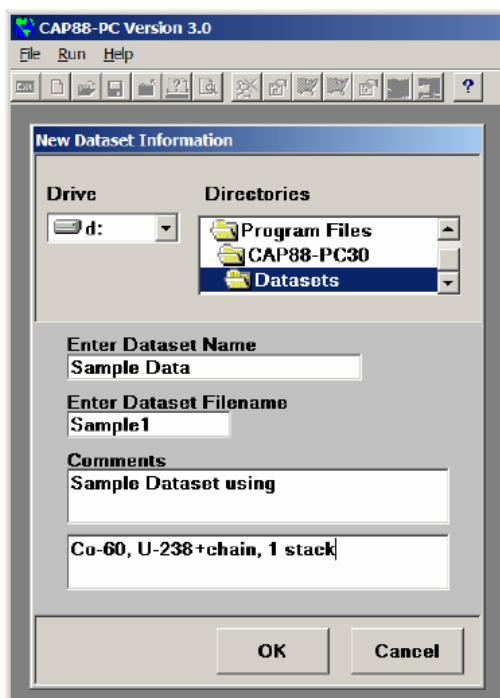 CAP88-PC Version 3.0
File Run Help
EXIT ?
New Dataset Information
Drive Directories
d: Program Files
CAP88-PC30
Datasets
Enter Dataset Name
Sample Data
Enter Dataset Filename
Sample1
Comments
Sample Dataset using
Co-60, U-238+chain, 1 stack
OK Cancel